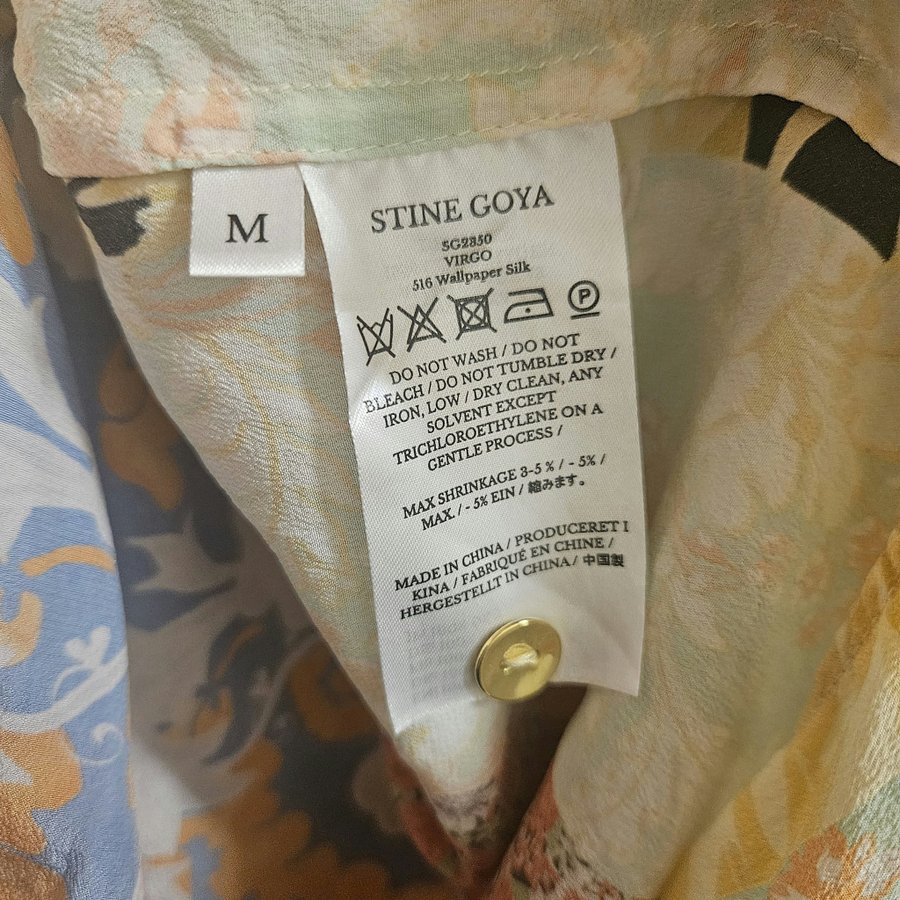 M
STINE GOYA
SG2850
VIRGO
516 Wallpaper Silk
P
DO NOT WASH / DO NOT
BLEACH / DO NOT TUMBLE DRY /
IRON, LOW / DRY CLEAN, ANY
SOLVENT EXCEPT
TRICHLOROETHYLENE ON A
GENTLE PROCESS /
MAX SHRINKAGE 3-5 % / - 5% /
MAX. / - 5% EIN / 縮みます。
MADE IN CHINA / PRODUCERET I
KINA / FABRIQUÉ EN CHINE /
HERGESTELLT IN CHINA / 中国製